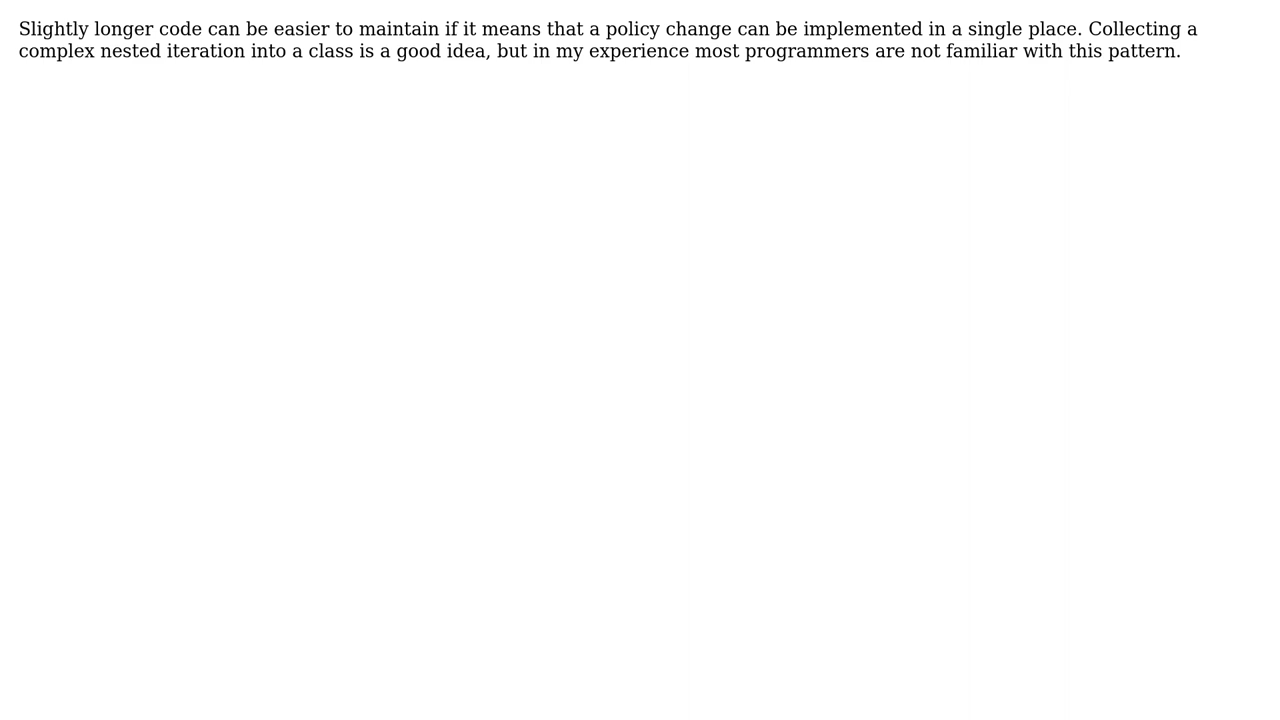 Slightly longer code can be easier to maintain if it means that a policy change can be implemented in a single place. Collecting a
complex nested iteration into a class is a good idea, but in my experience most programmers are not familiar with this pattern.